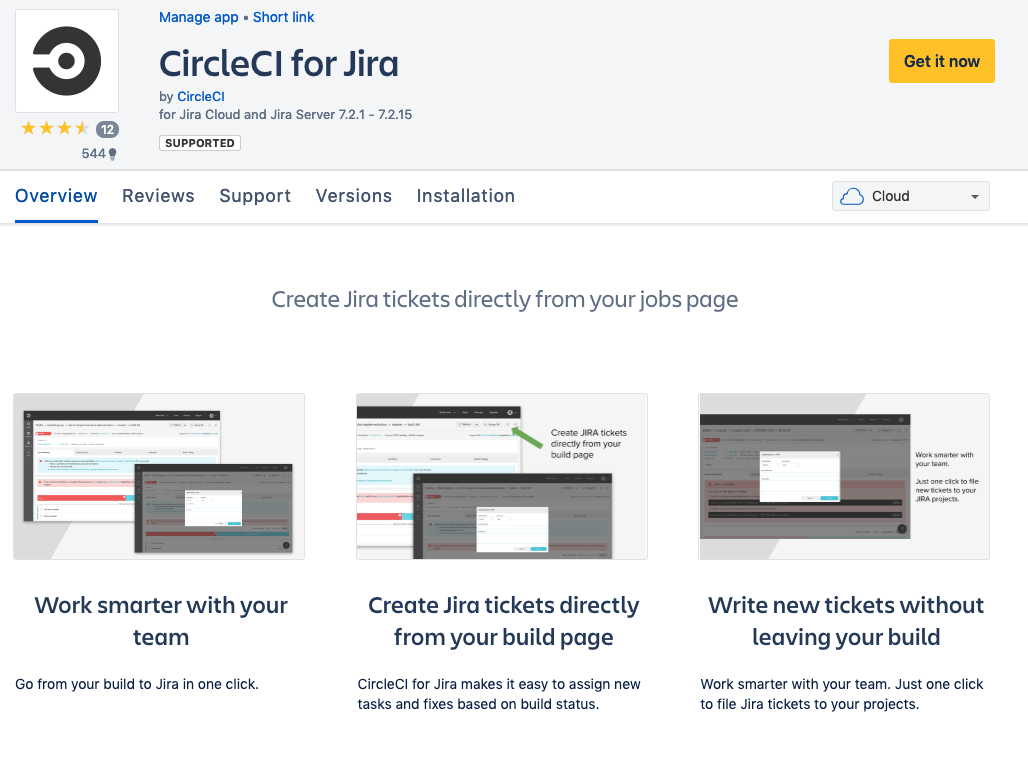 Manage app • Short link
CircleCI for Jira
Get it now
by CircleCI
for Jira Cloud and Jira Server 7.2.1 - 7.2.15
12
SUPPORTED
544
Overview Reviews Support Versions Installation
Cloud
Create Jira tickets directly from your jobs page
Create JIRA tickets
directly from your
build page
Work smarter with
your team.
Just one click to file
new tickets to your
JIRA projects.
Work smarter with your
team
Go from your build to Jira in one click.
Create Jira tickets directly
from your build page
CircleCI for Jira makes it easy to assign new
tasks and fixes based on build status.
Write new tickets without
leaving your build
Work smarter with your team. Just one click
to file Jira tickets to your projects.